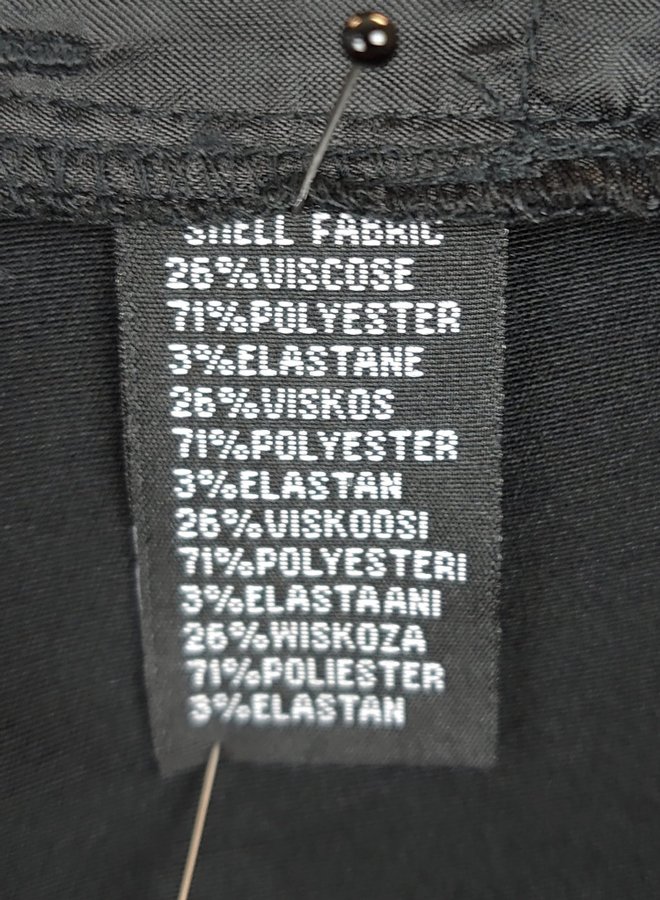 SHELL FABRIC
26%VISCOSE
71%POLYESTER
3%ELASTANE
26%VISKOS
71%POLYESTER
3%ELASTAN
26%VISKOOSI
71%POLYESTERI
3%ELASTAANI
26%WISKOZA
71%POLIESTER
3%ELASTAN